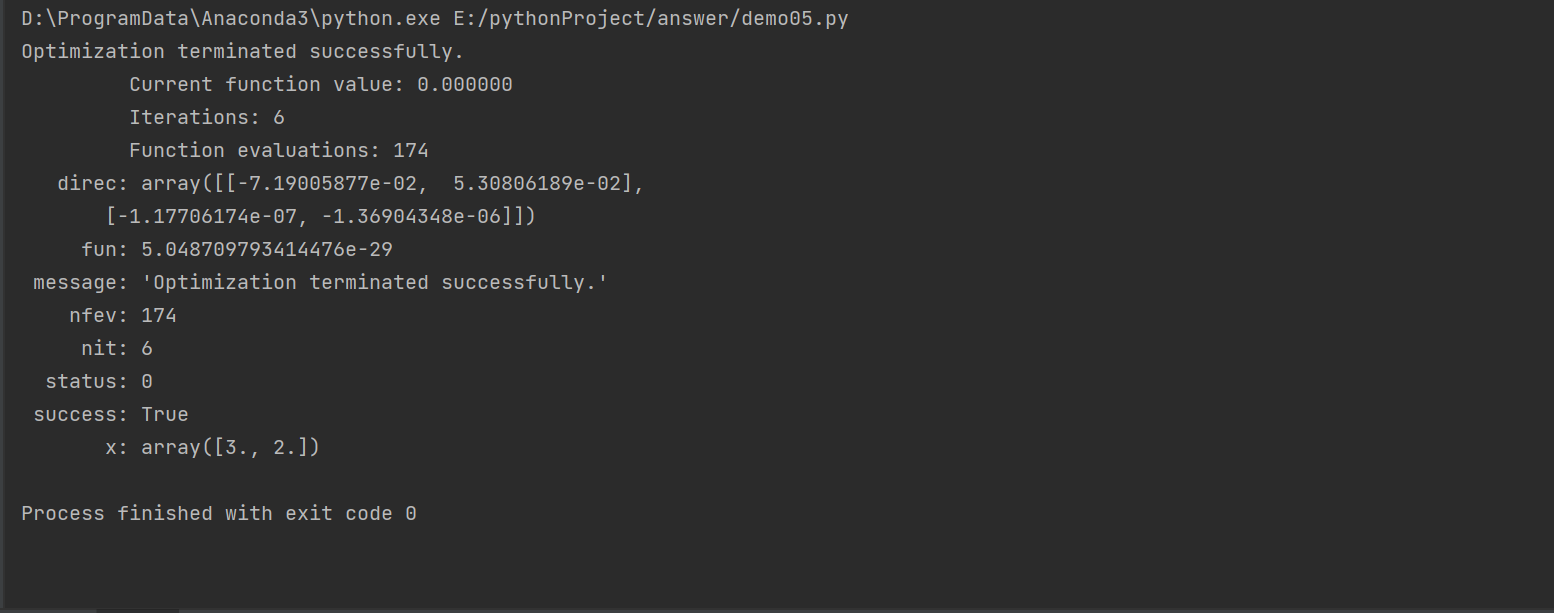 D:\ProgramData\Anaconda3\python.exe E:/pythonProject/answer/demo05.py
Optimization terminated successfully.
         Current function value: 0.000000
         Iterations: 6
         Function evaluations: 174
   direc: array([[-7.19005877e-02,  5.30806189e-02],
       [-1.17706174e-07, -1.36904348e-06]])
     fun: 5.048709793414476e-29
 message: 'Optimization terminated successfully.'
    nfev: 174
     nit: 6
  status: 0
 success: True
       x: array([3., 2.])
Process finished with exit code 0